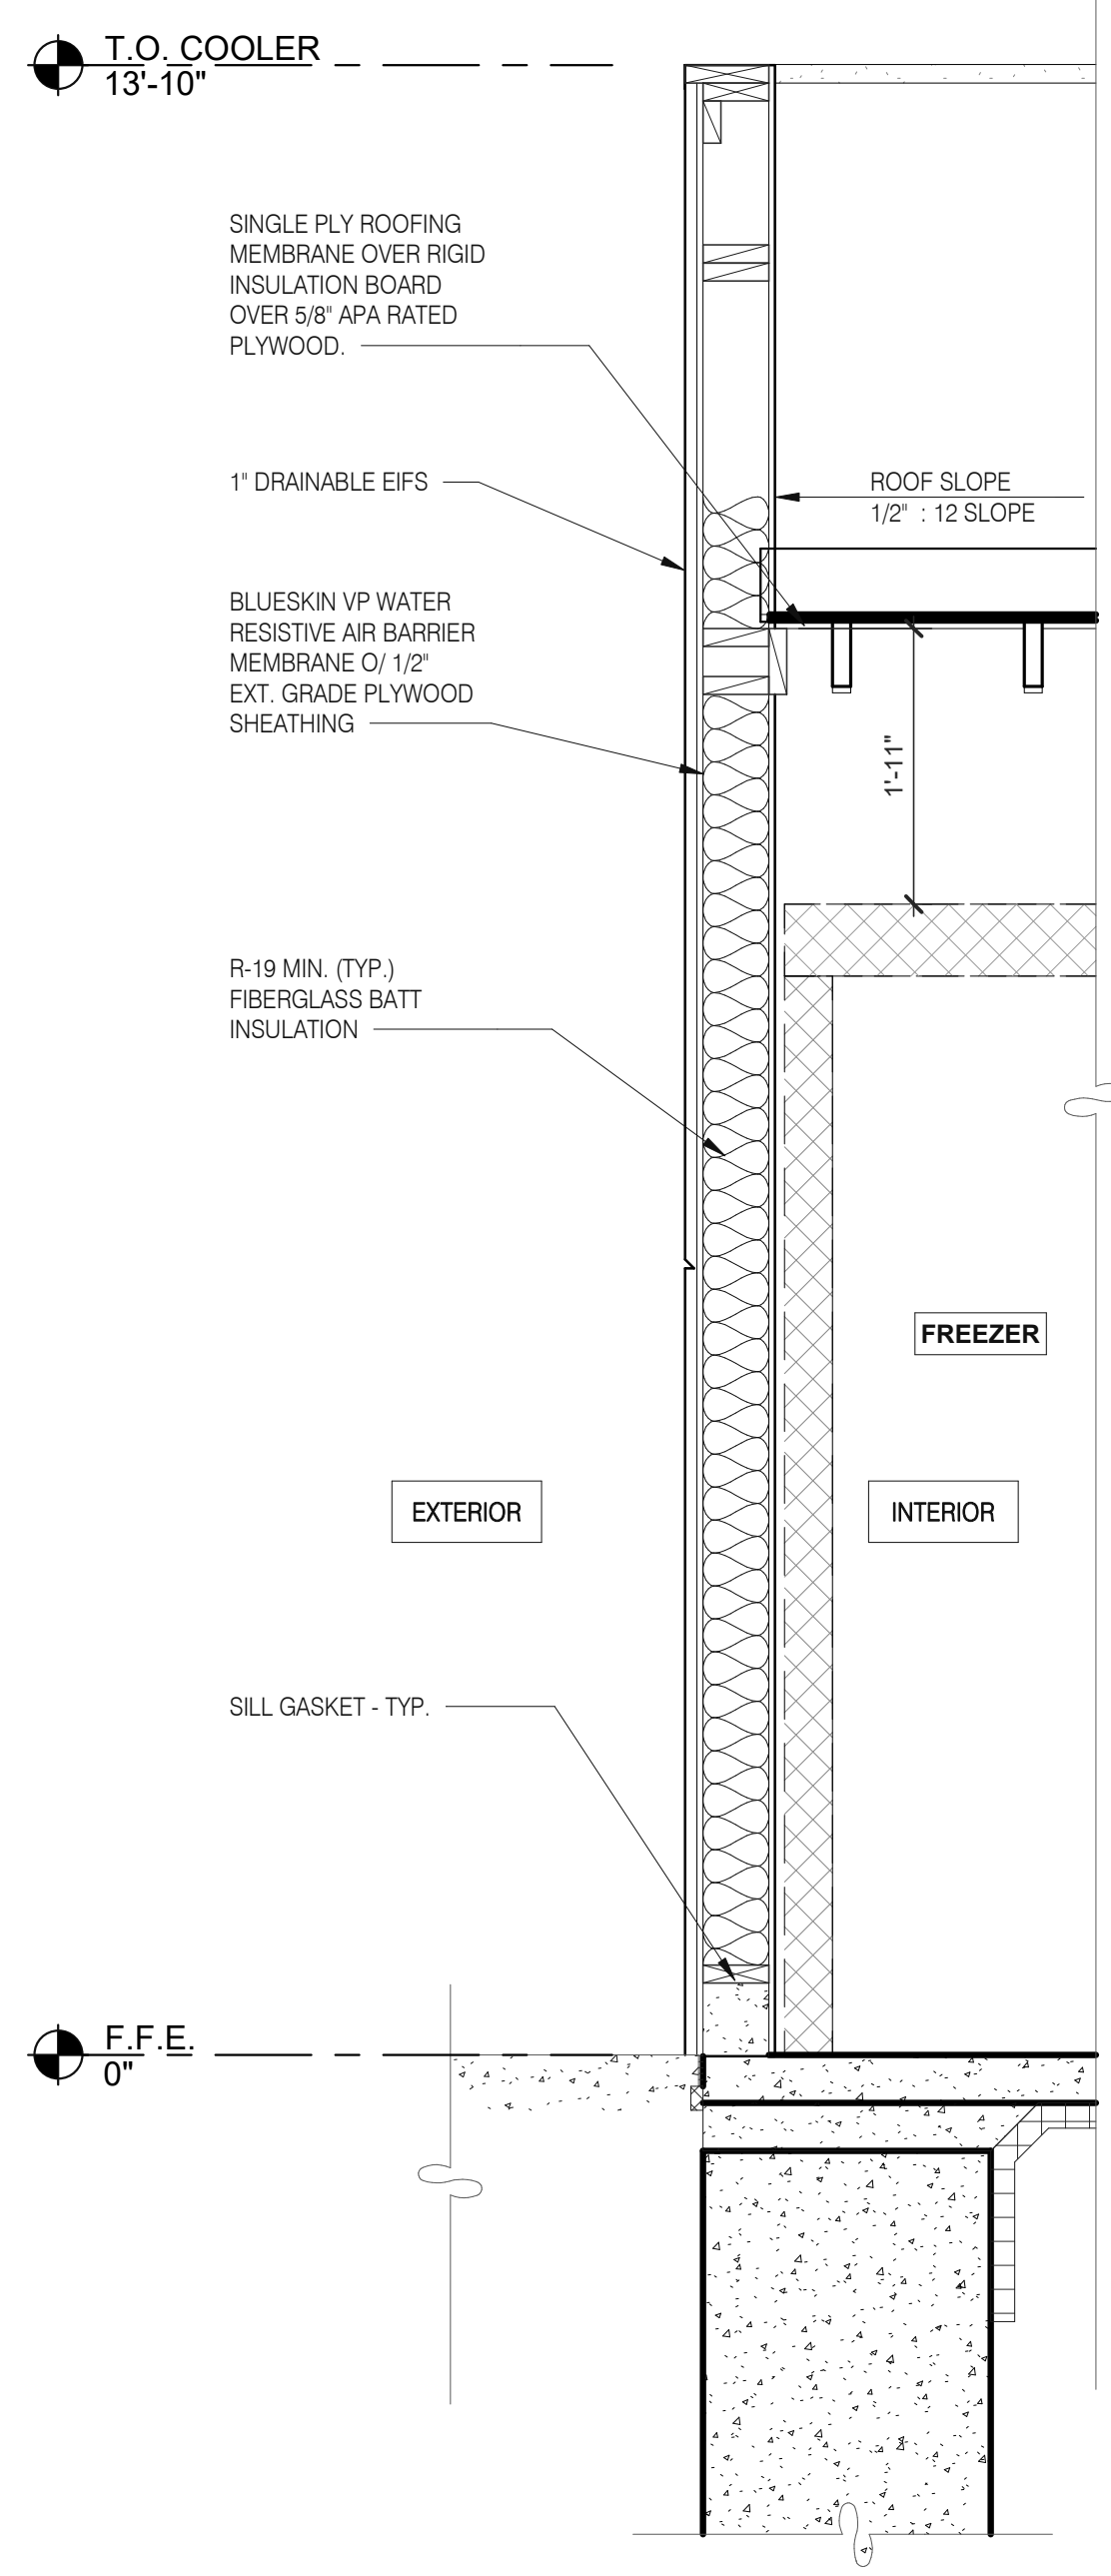 T.O. COOLER
13'-10"
SINGLE PLY ROOFING
MEMBRANE OVER RIGID
INSULATION BOARD
OVER 5/8" APA RATED
PLYWOOD.
1" DRAINABLE EIFS
ROOF SLOPE
1/2" : 12 SLOPE
BLUESKIN VP WATER
RESISTIVE AIR BARRIER
MEMBRANE O/ 1/2"
EXT. GRADE PLYWOOD
SHEATHING
1'-11"
R-19 MIN. (TYP.)
FIBERGLASS BATT
INSULATION
FREEZER
EXTERIOR
INTERIOR
SILL GASKET - TYP.
F.F.E.
0"